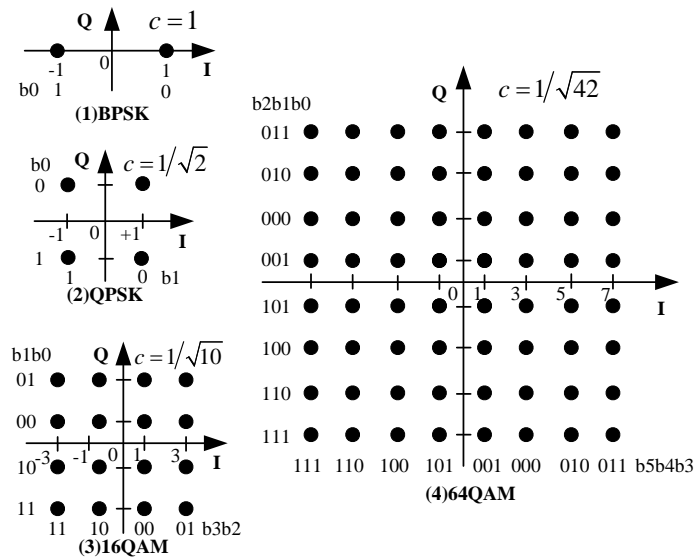 Q c = 1
0
-1 1 I
b0 1 0
(1)BPSK
b0 Q c = 1/√2
0
-1 0 +1 I
1
1 0 b1
(2)QPSK
b1b0 Q c = 1/√10
01
00
-3 -1 0 1 3 I
10
11
11 10 00 01 b3b2
(3)16QAM
b2b1b0 Q c = 1/√42
011
010
000
001
0 1 3 5 7 I
101
100
110
111
111 110 100 101 001 000 010 011 b5b4b3
(4)64QAM